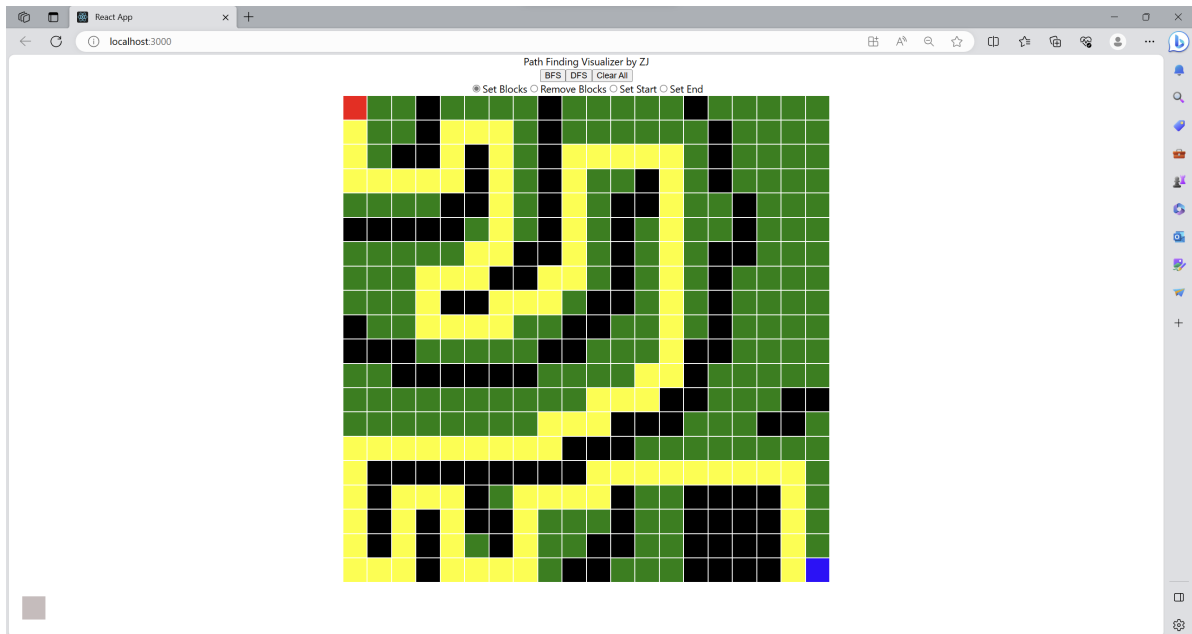 React App
localhost:3000
Path Finding Visualizer by ZJ
BFS DFS Clear All
Set Blocks Remove Blocks Set Start Set End